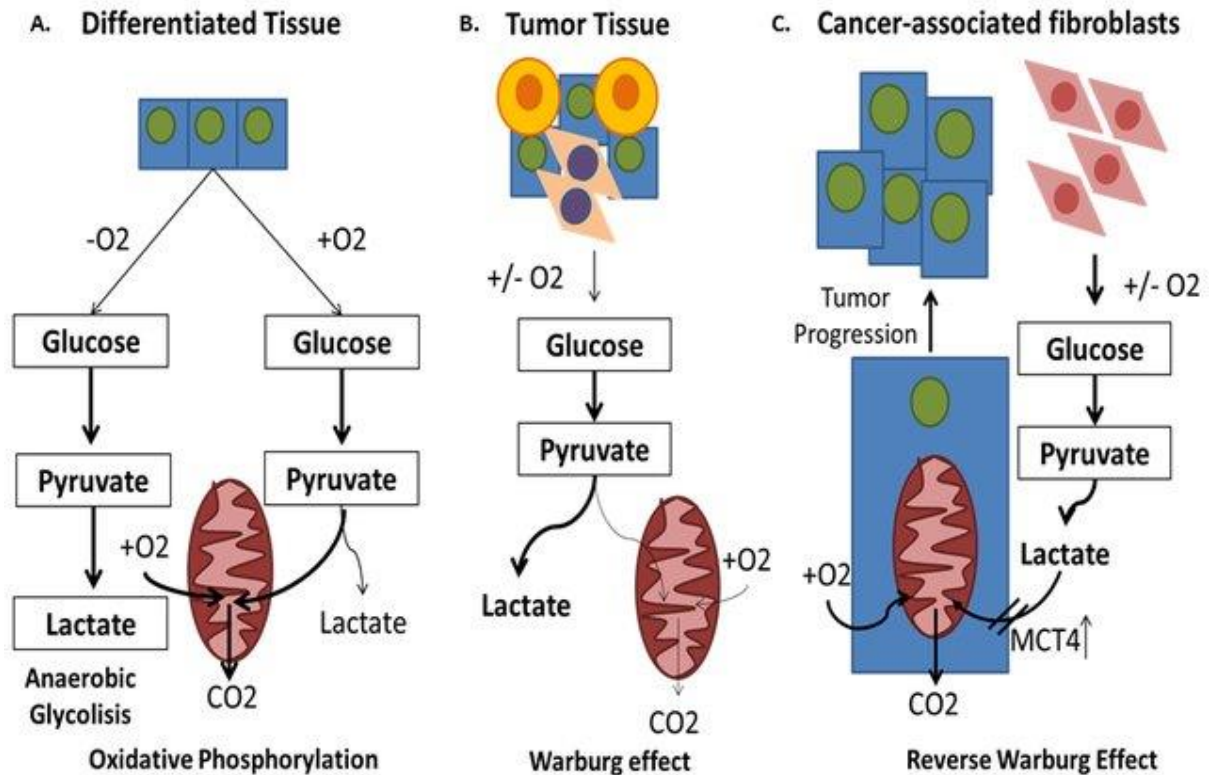 A. Differentiated Tissue
-O2
+O2
Glucose
Glucose
Pyruvate
Pyruvate
+O2
Lactate
Lactate
Anaerobic
Glycolisis
CO2
Oxidative Phosphorylation
B. Tumor Tissue
+/- O2
Glucose
Pyruvate
+O2
Lactate
CO2
Warburg effect
C. Cancer-associated fibroblasts
+/- O2
Tumor
Progression
Glucose
Pyruvate
Lactate
+O2
MCT4↑
CO2
Reverse Warburg Effect